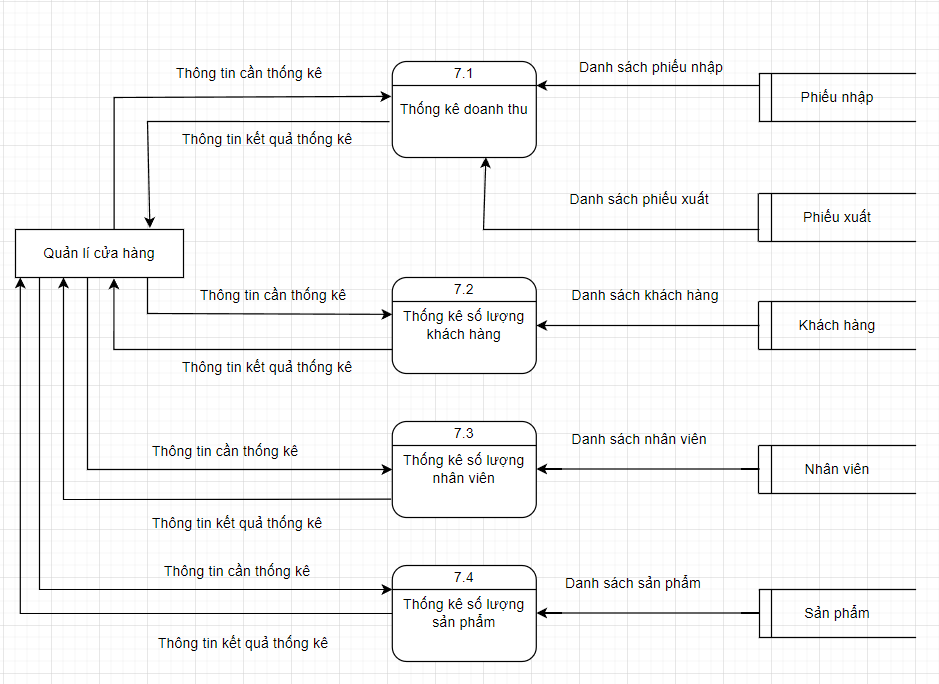 Thông tin cần thống kê
7.1
Danh sách phiếu nhập
Phiếu nhập
Thống kê doanh thu
Thông tin kết quả thống kê
Danh sách phiếu xuất
Phiếu xuất
Quản lí cửa hàng
Thông tin cần thống kê
7.2
Danh sách khách hàng
Thống kê số lượng
khách hàng
Khách hàng
Thông tin kết quả thống kê
7.3
Danh sách nhân viên
Thông tin cần thống kê
Thống kê số lượng
nhân viên
Nhân viên
Thông tin kết quả thống kê
Thông tin cần thống kê
7.4
Danh sách sản phẩm
Thống kê số lượng
sản phẩm
Sản phẩm
Thông tin kết quả thống kê